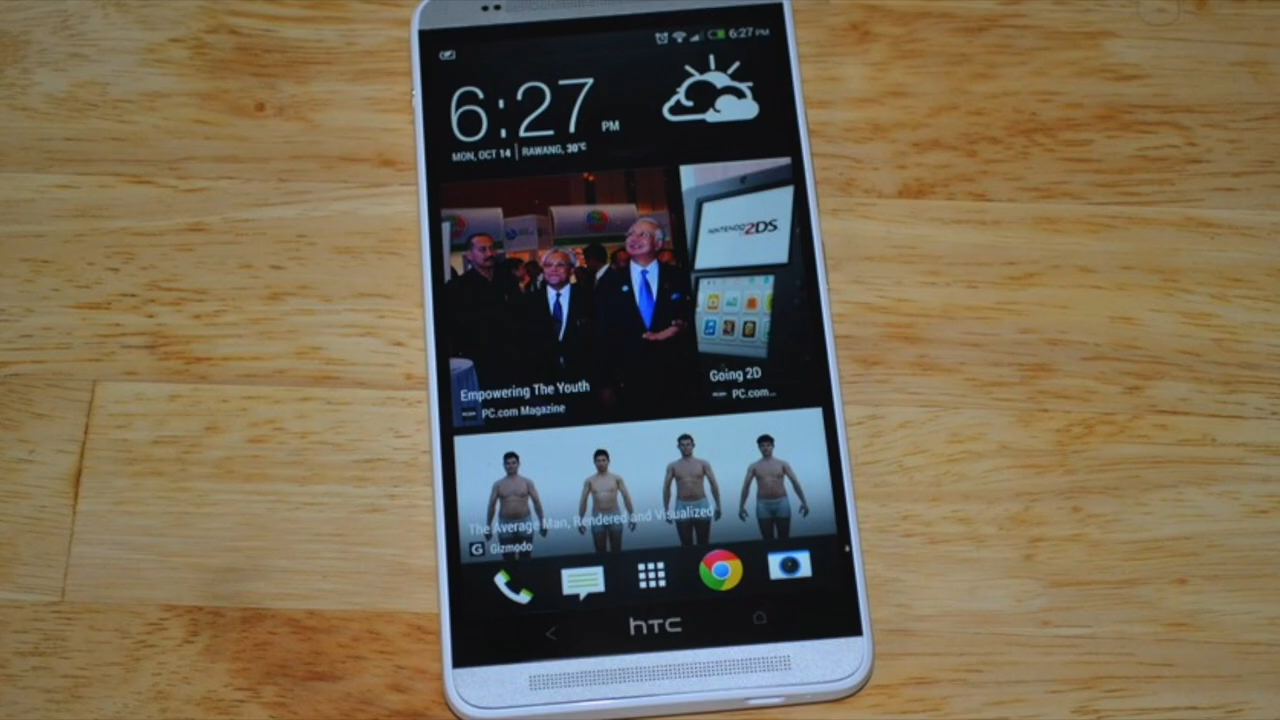 6:27 PM
6:27 PM
MON, OCT 14 | RAWANG, 30°C
NINTENDO 2DS
Empowering The Youth
PC.com Magazine
Going 2D
PC.com...
The Average Man, Rendered and Visualized
G Gizmodo
hTC